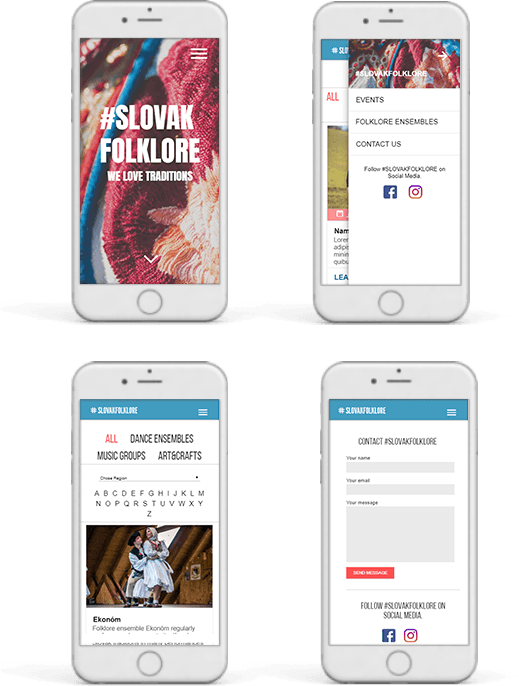 #SLOVAK
FOLKLORE
WE LOVE TRADITIONS
# SLOV
ALL
Nam
Lorem
adipis
minim
quibu
LEA
#SLOVAKFOLKLORE
EVENTS
FOLKLORE ENSEMBLES
CONTACT US
Follow #SLOVAKFOLKLORE on
Social Media.
# SLOVAKFOLKLORE
ALL DANCE ENSEMBLES
MUSIC GROUPS ART&CRAFTS
Chose Region
A B C D E F G H I J K L M
N O P Q R S T U V W X Y
Z
Ekonóm
Folklore ensemble Ekonóm regularly
# SLOVAKFOLKLORE
CONTACT #SLOVAKFOLKLORE
Your name
Your email
Your message
SEND MESSAGE
FOLLOW #SLOVAKFOLKLORE ON
SOCIAL MEDIA.